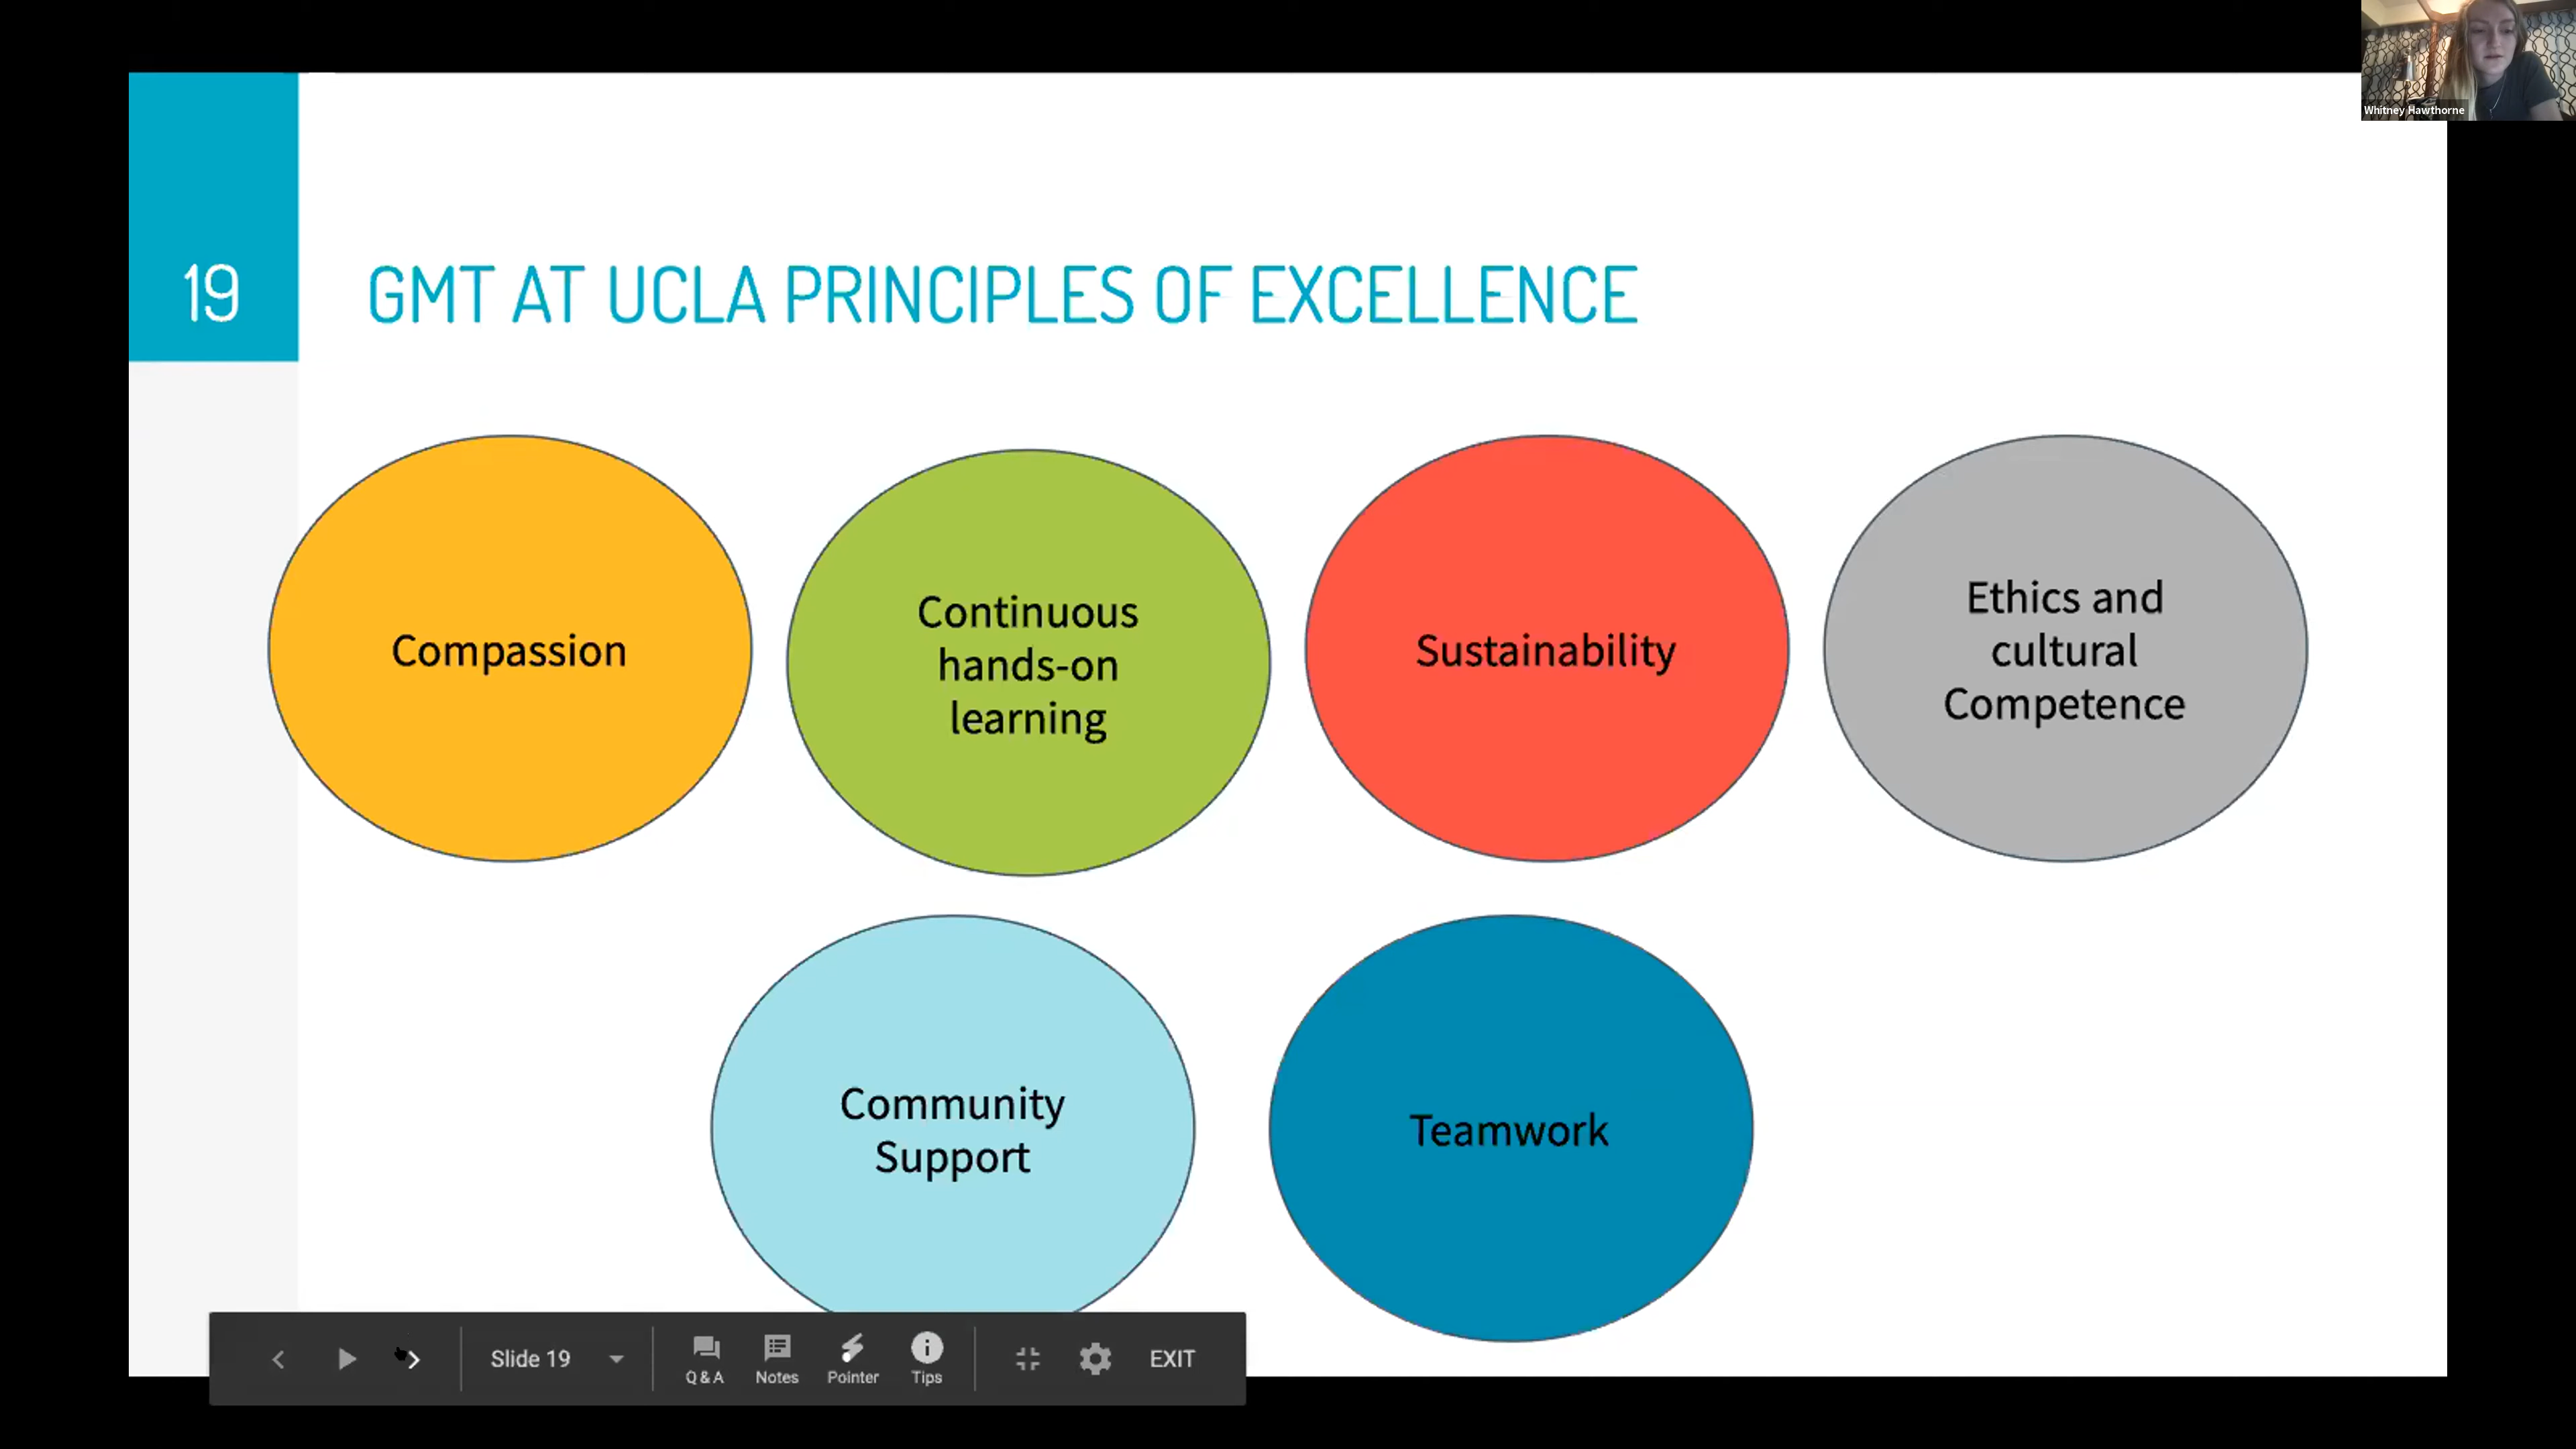 Whitney Hawthorne
19
GMT AT UCLA PRINCIPLES OF EXCELLENCE
Compassion
Continuous
hands-on
learning
Sustainability
Ethics and
cultural
Competence
Community
Support
Teamwork
Slide 19
Q & A
Notes
Pointer
Tips
EXIT